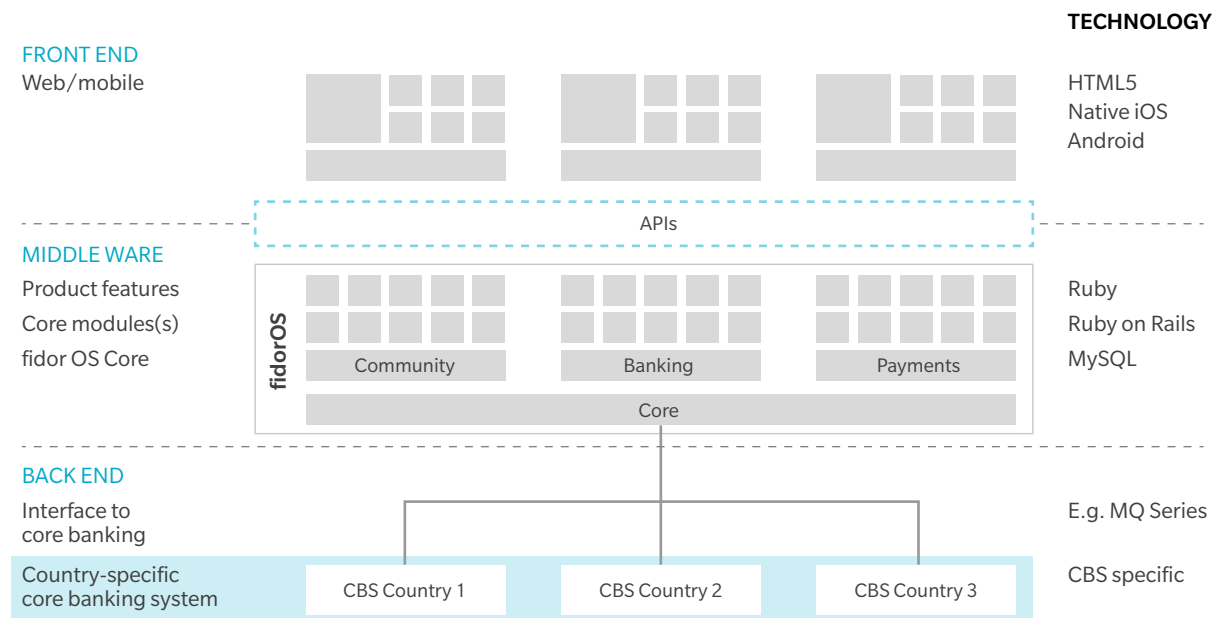 TECHNOLOGY
FRONT END
Web/mobile
HTML5
Native iOS
Android
APIs
MIDDLE WARE
Product features
Core modules(s)
fidor OS Core
fidorOS
Community
Banking
Payments
Core
Ruby
Ruby on Rails
MySQL
BACK END
Interface to
core banking
E.g. MQ Series
Country-specific
core banking system
CBS Country 1
CBS Country 2
CBS Country 3
CBS specific